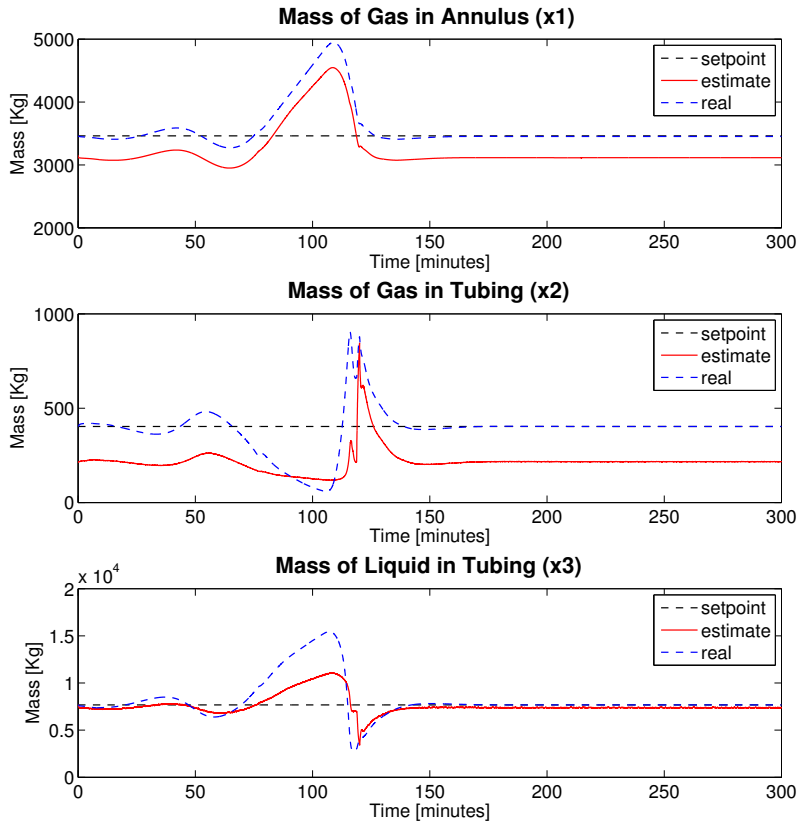 Mass of Gas in Annulus (x1)
5000
4000
3000
2000
Mass [Kg]
setpoint
estimate
real
0 50 100 150 200 250 300
Time [minutes]
Mass of Gas in Tubing (x2)
1000
500
0
Mass [Kg]
setpoint
estimate
real
0 50 100 150 200 250 300
Time [minutes]
Mass of Liquid in Tubing (x3)
x 10^4
2
1.5
1
0.5
0
Mass [Kg]
setpoint
estimate
real
0 50 100 150 200 250 300
Time [minutes]